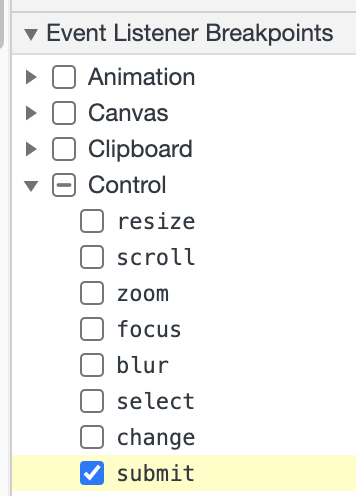 Event Listener Breakpoints
Animation
Canvas
Clipboard
Control
resize
scroll
zoom
focus
blur
select
change
submit